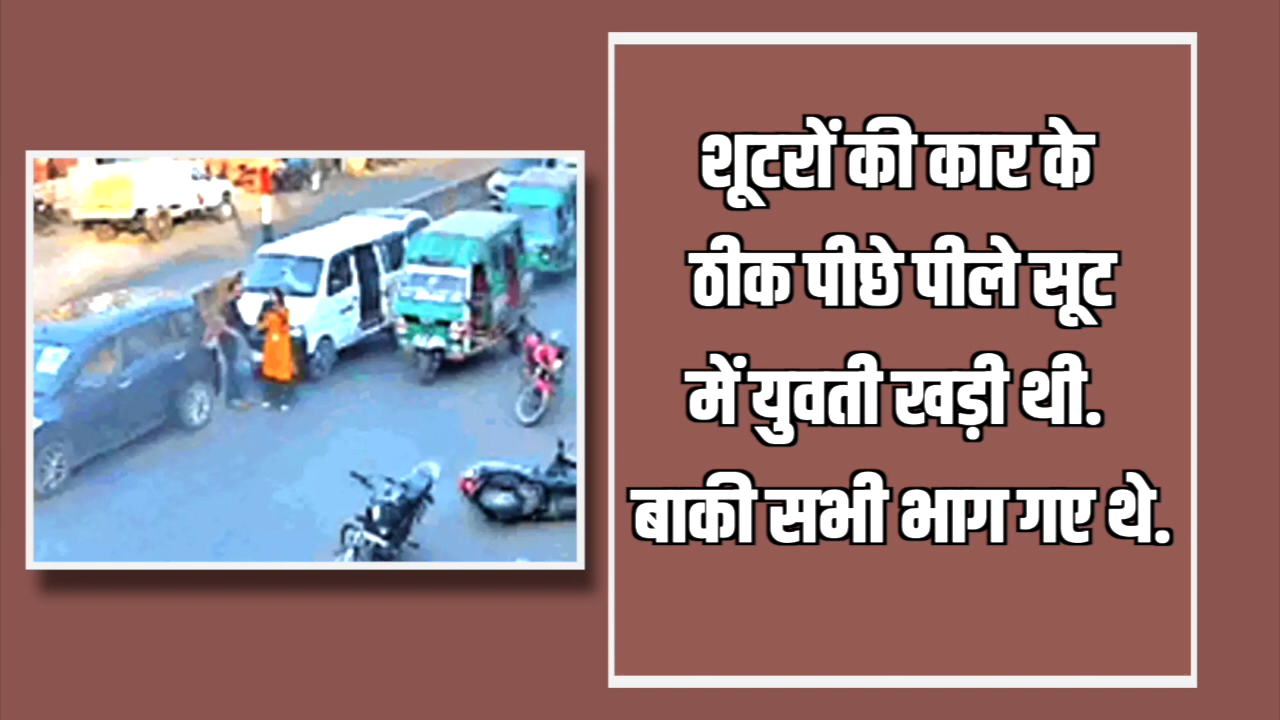 शूटरों की कार के
ठीक पीछे पीले सूट
में युवती खड़ी थी.
बाकी सभी भाग गए थे.